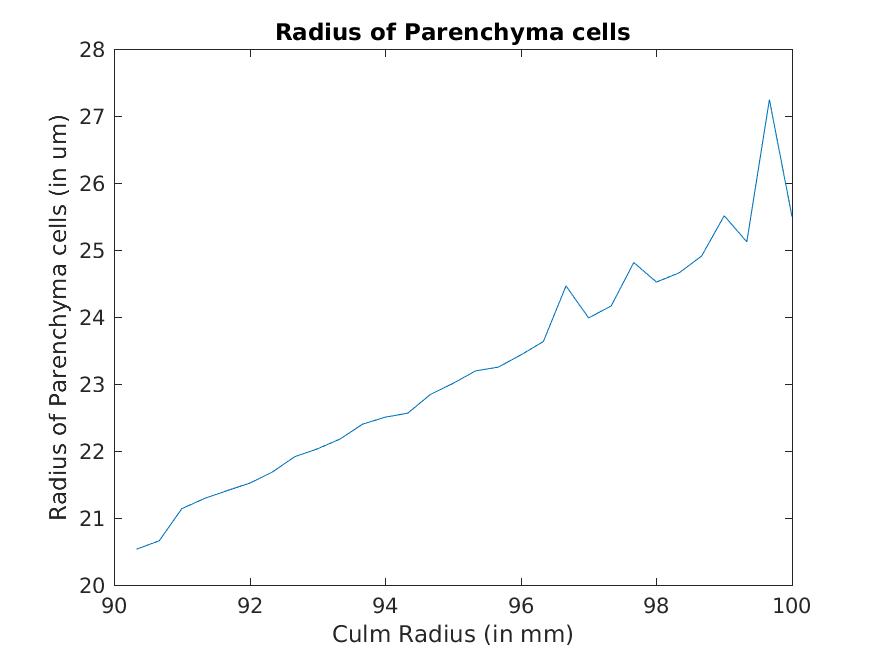 Radius of Parenchyma cells
28
27
26
25
24
23
22
21
20
Radius of Parenchyma cells (in um)
90 92 94 96 98 100
Culm Radius (in mm)